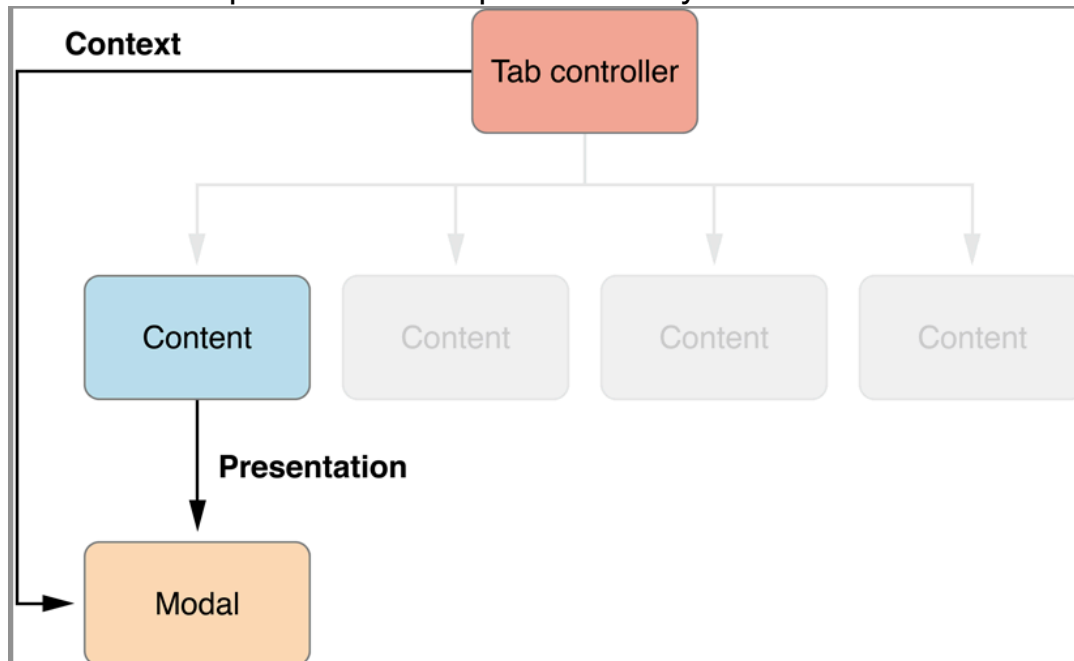 Context
Tab controller
Content
Content
Content
Content
Presentation
Modal